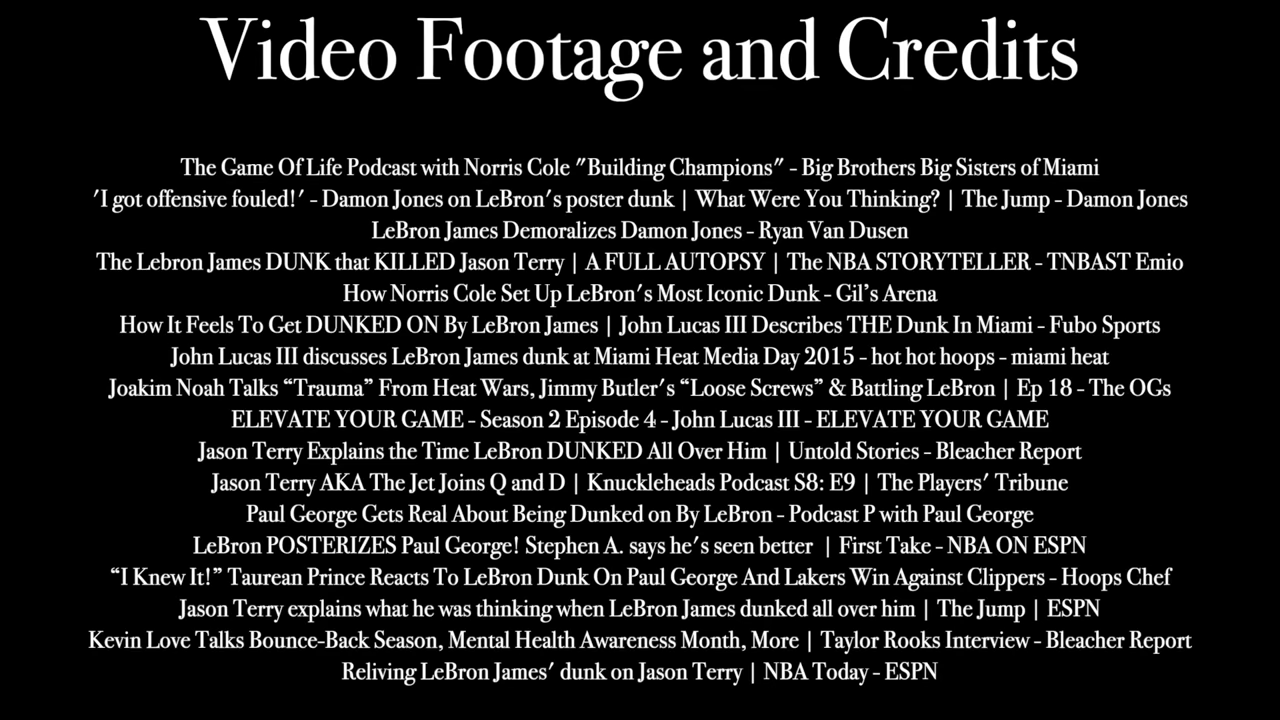 Video Footage and Credits
The Game Of Life Podcast with Norris Cole "Building Champions" - Big Brothers Big Sisters of Miami
'I got offensive fouled!' - Damon Jones on LeBron's poster dunk | What Were You Thinking? | The Jump - Damon Jones
LeBron James Demoralizes Damon Jones - Ryan Van Dusen
The Lebron James DUNK that KILLED Jason Terry | A FULL AUTOPSY | The NBA STORYTELLER - TNBAST Emio
How Norris Cole Set Up LeBron's Most Iconic Dunk - Gil's Arena
How It Feels To Get DUNKED ON By LeBron James | John Lucas III Describes THE Dunk In Miami - Fubo Sports
John Lucas III discusses LeBron James dunk at Miami Heat Media Day 2015 - hot hot hoops - miami heat
Joakim Noah Talks “Trauma” From Heat Wars, Jimmy Butler's “Loose Screws” & Battling LeBron | Ep 18 - The OGs
ELEVATE YOUR GAME - Season 2 Episode 4 - John Lucas III - ELEVATE YOUR GAME
Jason Terry Explains the Time LeBron DUNKED All Over Him | Untold Stories - Bleacher Report
Jason Terry AKA The Jet Joins Q and D | Knuckleheads Podcast S8: E9 | The Players' Tribune
Paul George Gets Real About Being Dunked on By LeBron - Podcast P with Paul George
LeBron POSTERIZES Paul George! Stephen A. says he's seen better | First Take - NBA ON ESPN
“I Knew It!” Taurean Prince Reacts To LeBron Dunk On Paul George And Lakers Win Against Clippers - Hoops Chef
Jason Terry explains what he was thinking when LeBron James dunked all over him | The Jump | ESPN
Kevin Love Talks Bounce-Back Season, Mental Health Awareness Month, More | Taylor Rooks Interview - Bleacher Report
Reliving LeBron James' dunk on Jason Terry | NBA Today - ESPN